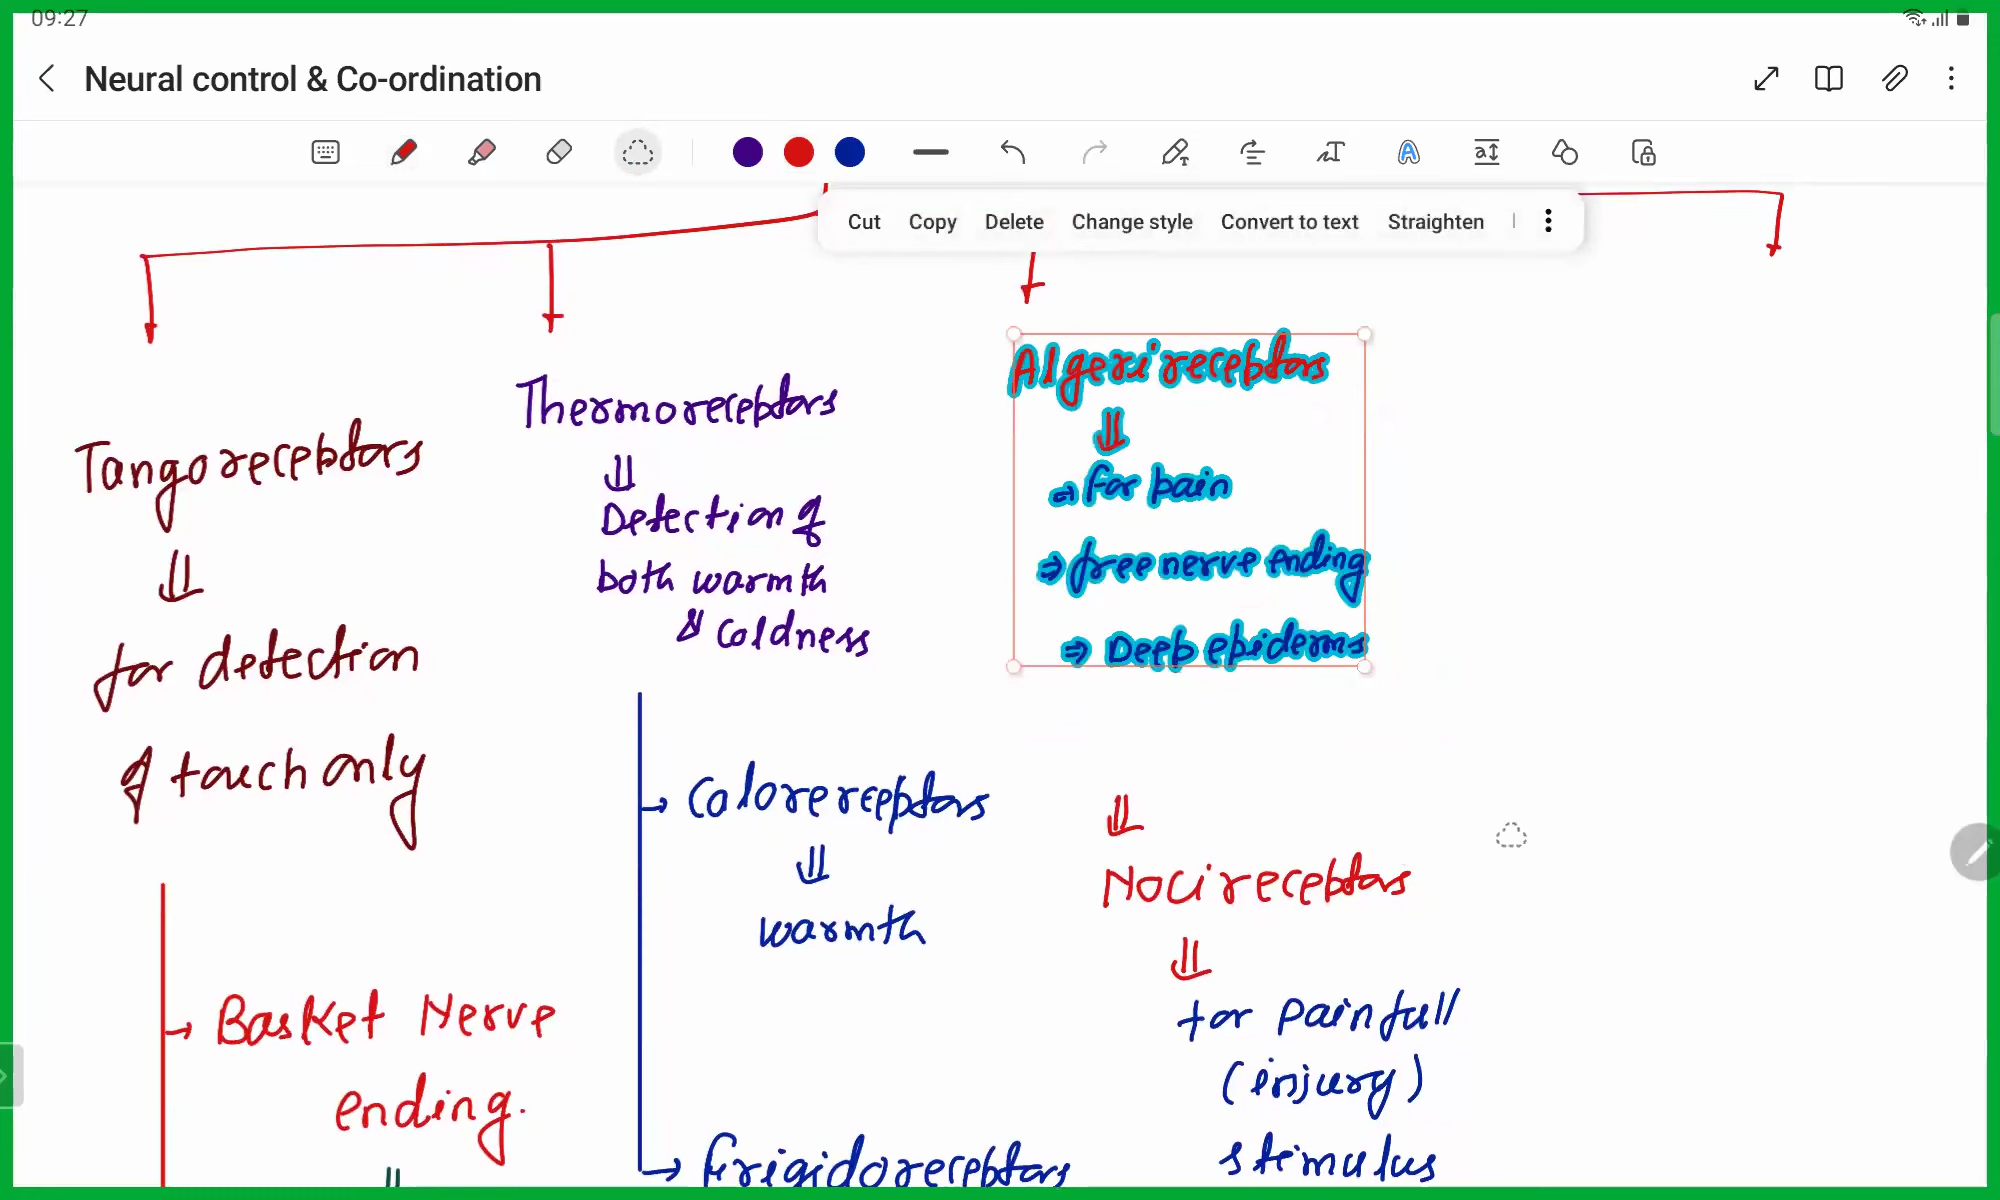 09:27
Neural control & Co-ordination
Cut Copy Delete Change style Convert to text Straighten
Tangoreceptors
for detection
of touch only
Basket Nerve
ending.
Thermoreceptors
Detection of
both warmth
& Coldness
Calorereceptors
warmth
Frigidoreceptors
Algesireceptors
⇒ For pain
⇒ free nerve ending
⇒ Deep epiderms
Nocireceptors
for painfull
(injury)
stimulus